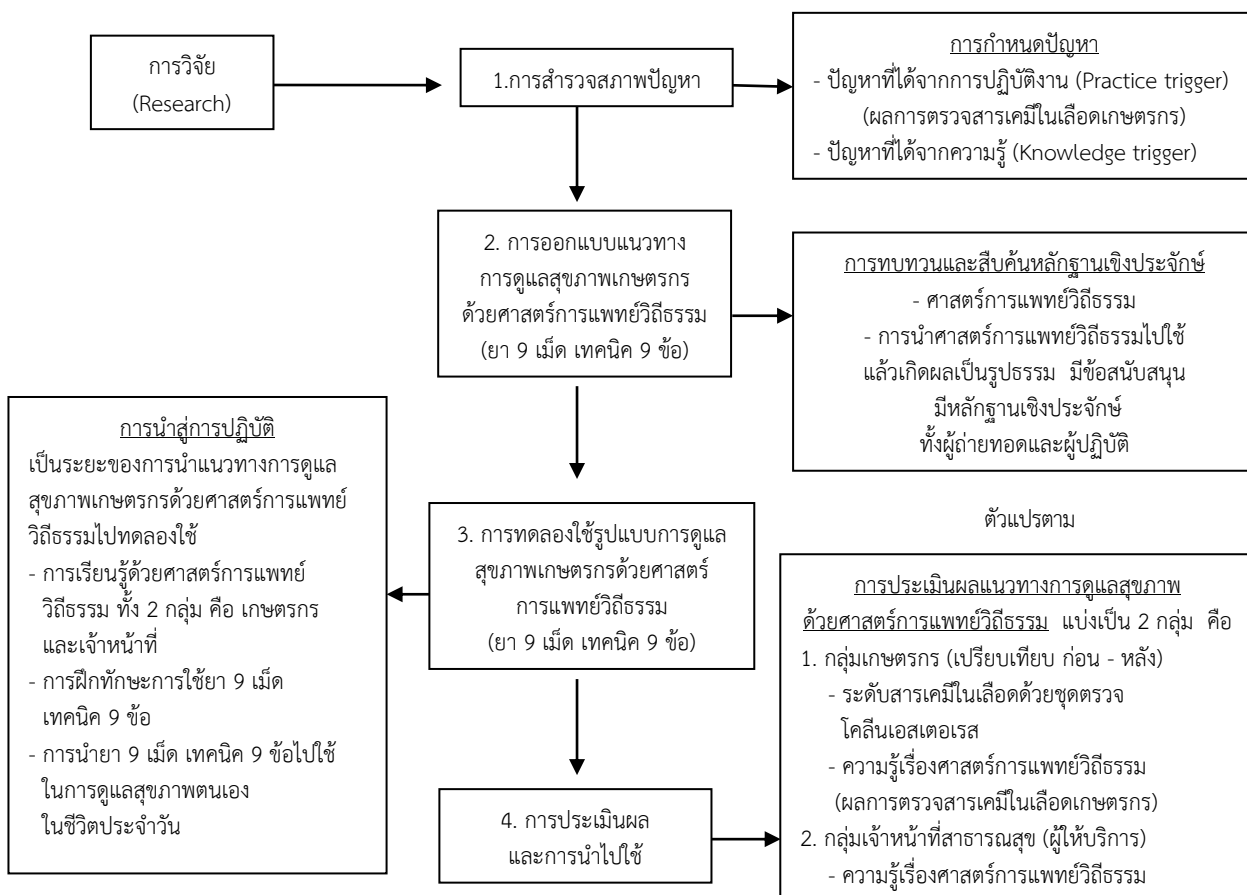 การวิจัย
(Research)
1.การสำรวจสภาพปัญหา
การกำหนดปัญหา
- ปัญหาที่ได้จากการปฏิบัติงาน (Practice trigger)
(ผลการตรวจสารเคมีในเลือดเกษตรกร)
- ปัญหาที่ได้จากความรู้ (Knowledge trigger)
2. การออกแบบแนวทาง
การดูแลสุขภาพเกษตรกร
ด้วยศาสตร์การแพทย์วิถีธรรม
(ยา 9 เม็ด เทคนิค 9 ข้อ)
การทบทวนและสืบค้นหลักฐานเชิงประจักษ์
- ศาสตร์การแพทย์วิถีธรรม
- การนำศาสตร์การแพทย์วิถีธรรมไปใช้
แล้วเกิดผลเป็นรูปธรรม มีข้อสนับสนุน
มีหลักฐานเชิงประจักษ์
ทั้งผู้ถ่ายทอดและผู้ปฏิบัติ
การนำสู่การปฏิบัติ
เป็นระยะของการนำแนวทางการดูแล
สุขภาพเกษตรกรด้วยศาสตร์การแพทย์
วิถีธรรมไปทดลองใช้
- การเรียนรู้ด้วยศาสตร์การแพทย์
วิถีธรรม ทั้ง 2 กลุ่ม คือ เกษตรกร
และเจ้าหน้าที่
- การฝึกทักษะการใช้ยา 9 เม็ด
เทคนิค 9 ข้อ
- การนำยา 9 เม็ด เทคนิค 9 ข้อไปใช้
ในการดูแลสุขภาพตนเอง
ในชีวิตประจำวัน
3. การทดลองใช้รูปแบบการดูแล
สุขภาพเกษตรกรด้วยศาสตร์
การแพทย์วิถีธรรม
(ยา 9 เม็ด เทคนิค 9 ข้อ)
ตัวแปรตาม
การประเมินผลแนวทางการดูแลสุขภาพ
ด้วยศาสตร์การแพทย์วิถีธรรม แบ่งเป็น 2 กลุ่ม คือ
1. กลุ่มเกษตรกร (เปรียบเทียบ ก่อน - หลัง)
- ระดับสารเคมีในเลือดด้วยชุดตรวจ
โคลีนเอสเตอเรส
- ความรู้เรื่องศาสตร์การแพทย์วิถีธรรม
(ผลการตรวจสารเคมีในเลือดเกษตรกร)
2. กลุ่มเจ้าหน้าที่สาธารณสุข (ผู้ให้บริการ)
- ความรู้เรื่องศาสตร์การแพทย์วิถีธรรม
4. การประเมินผล
และการนำไปใช้